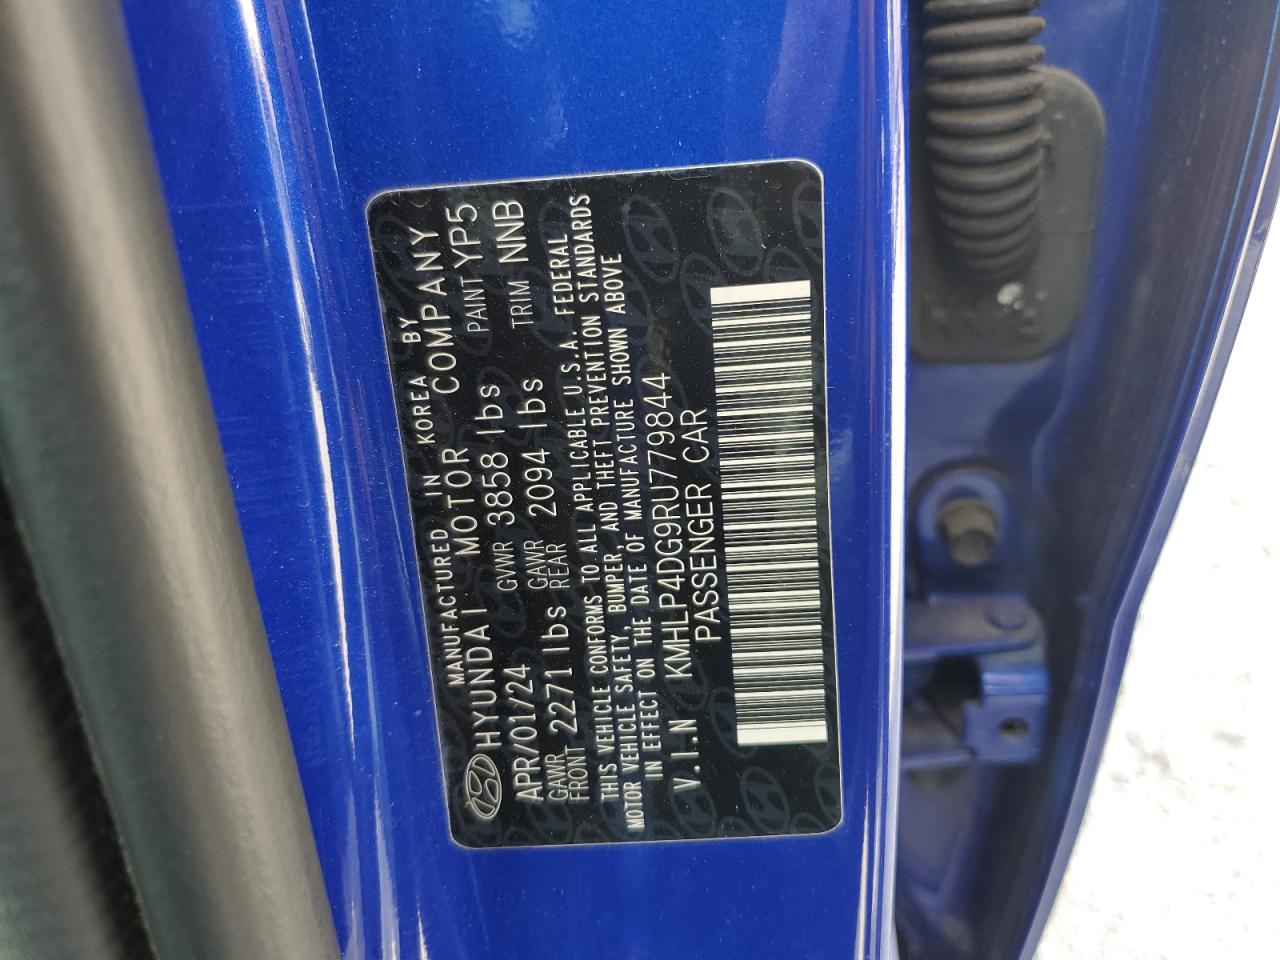 MANUFACTURED IN KOREA BY
HYUNDAI MOTOR COMPANY
APR/01/24 GVWR 3858 lbs PAINT YP5
GAWR FRONT 2271 lbs GAWR REAR 2094 lbs TRIM NNB
THIS VEHICLE CONFORMS TO ALL APPLICABLE U.S.A. FEDERAL
MOTOR VEHICLE SAFETY, BUMPER, AND THEFT PREVENTION STANDARDS
IN EFFECT ON THE DATE OF MANUFACTURE SHOWN ABOVE
V.I.N KMHLP4DG9RU779844
PASSENGER CAR